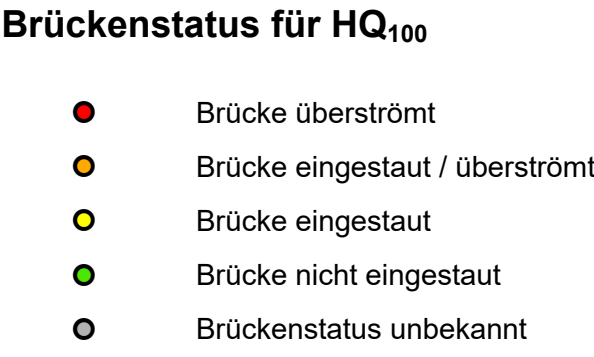 Brückenstatus für HQ₁₀₀
Brücke überströmt
Brücke eingestaut / überströmt
Brücke eingestaut
Brücke nicht eingestaut
Brückenstatus unbekannt